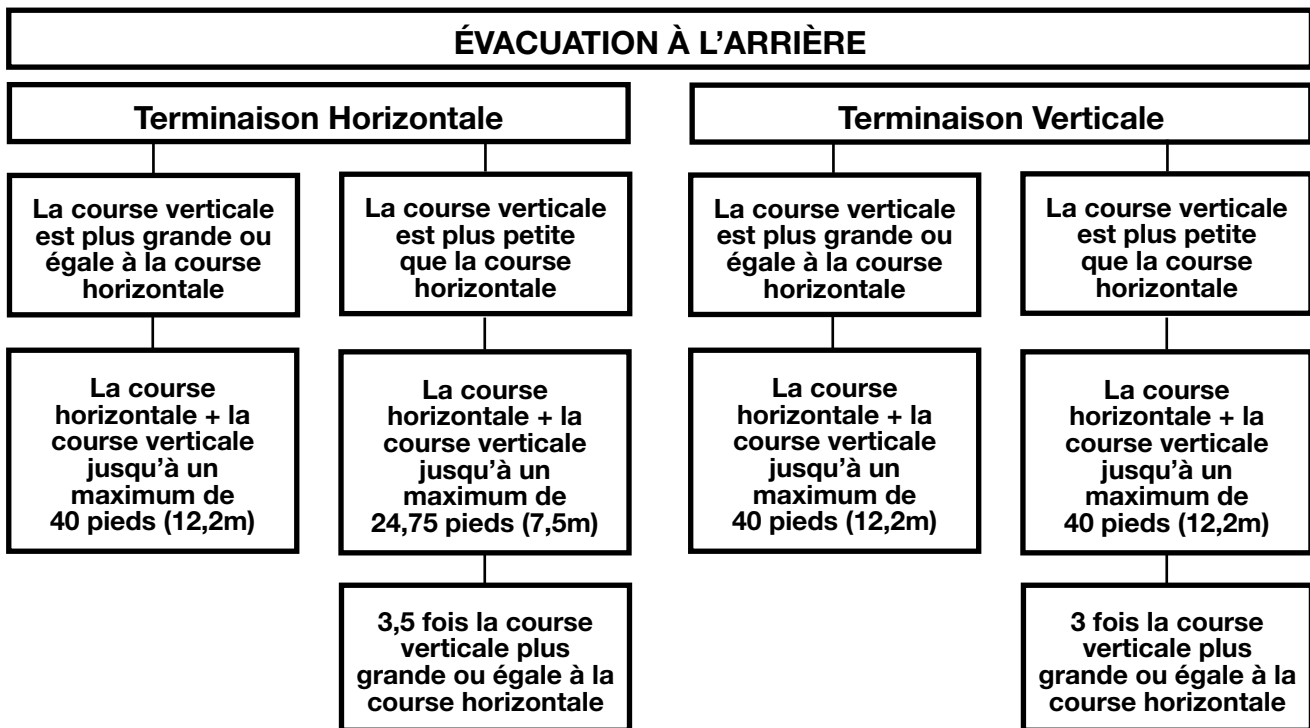 ÉVACUATION À L'ARRIÈRE
Terminaison Horizontale
La course verticale
est plus grande ou
égale à la course
horizontale
La course
horizontale + la
course verticale
jusqu'à un
maximum de
40 pieds (12,2m)
La course verticale
est plus petite
que la course
horizontale
La course
horizontale + la
course verticale
jusqu'à un
maximum de
24,75 pieds (7,5m)
3,5 fois la course
verticale plus
grande ou égale à la
course horizontale
Terminaison Verticale
La course verticale
est plus grande ou
égale à la course
horizontale
La course
horizontale + la
course verticale
jusqu'à un
maximum de
40 pieds (12,2m)
La course verticale
est plus petite
que la course
horizontale
La course
horizontale + la
course verticale
jusqu'à un
maximum de
40 pieds (12,2m)
3 fois la course
verticale plus
grande ou égale à la
course horizontale